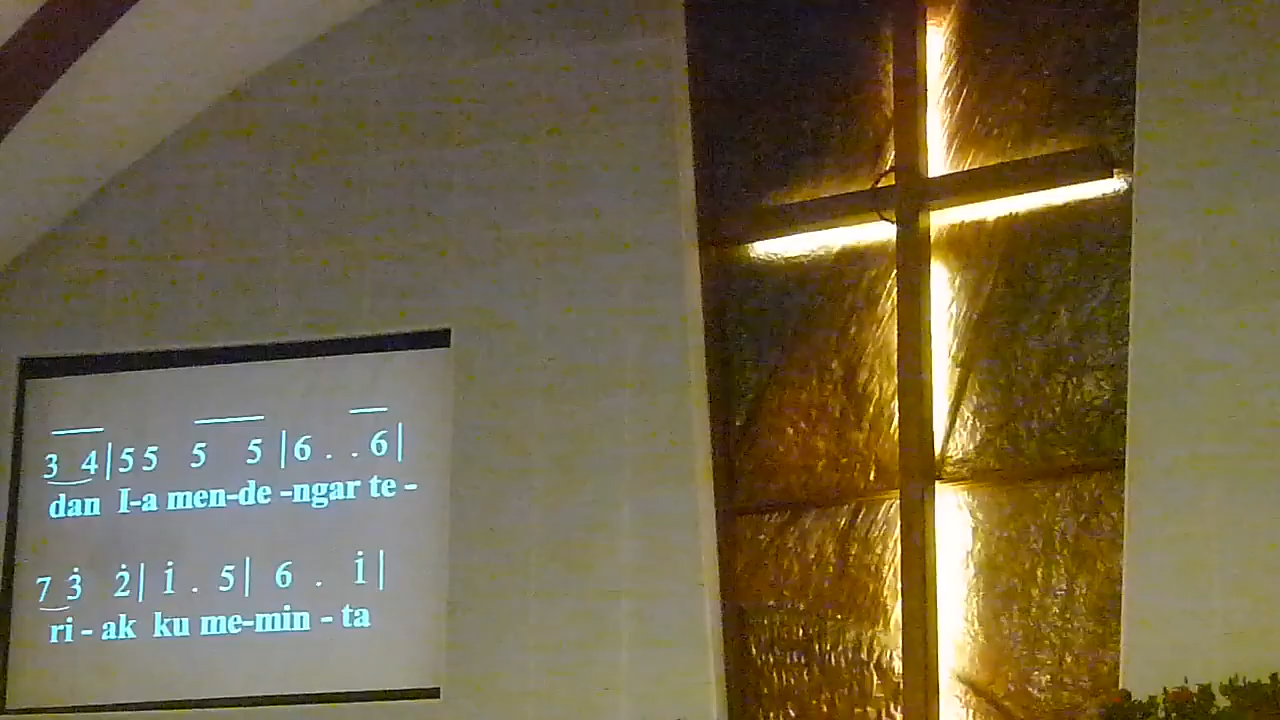 3 4 | 5 5 5 5 | 6 . . 6 |
dan I-a men-de -ngar te -
7 3̇ 2̇ | 1̇ . 5 | 6 . 1̇ |
ri - ak ku me-min - ta